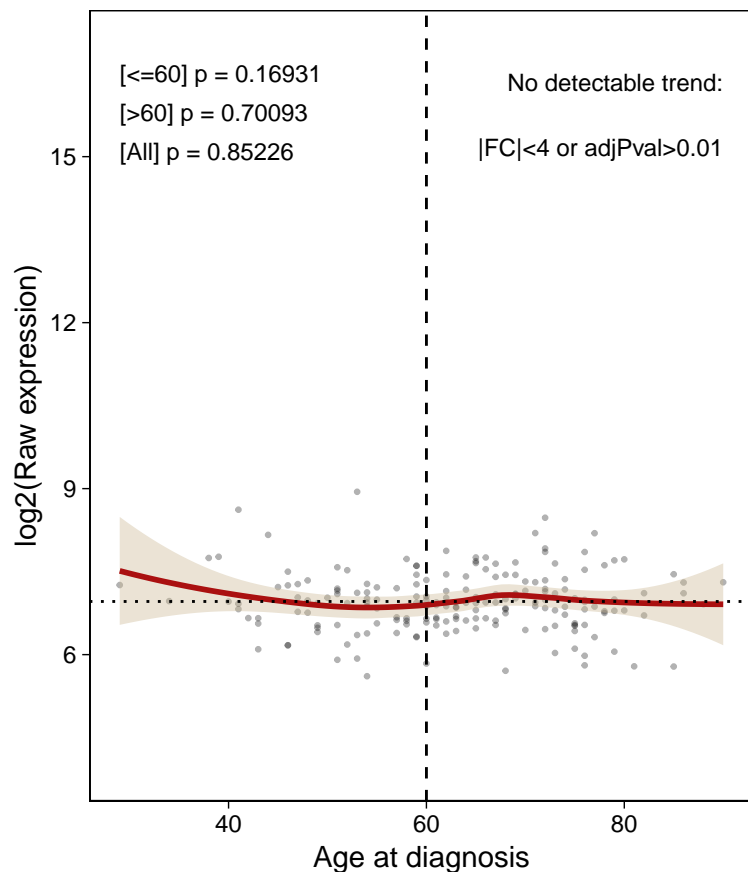 [<=60] p = 0.16931
[>60] p = 0.70093
[All] p = 0.85226
No detectable trend:
|FC|<4 or adjPval>0.01
log2(Raw expression)
15
12
9
6
40
60
80
Age at diagnosis